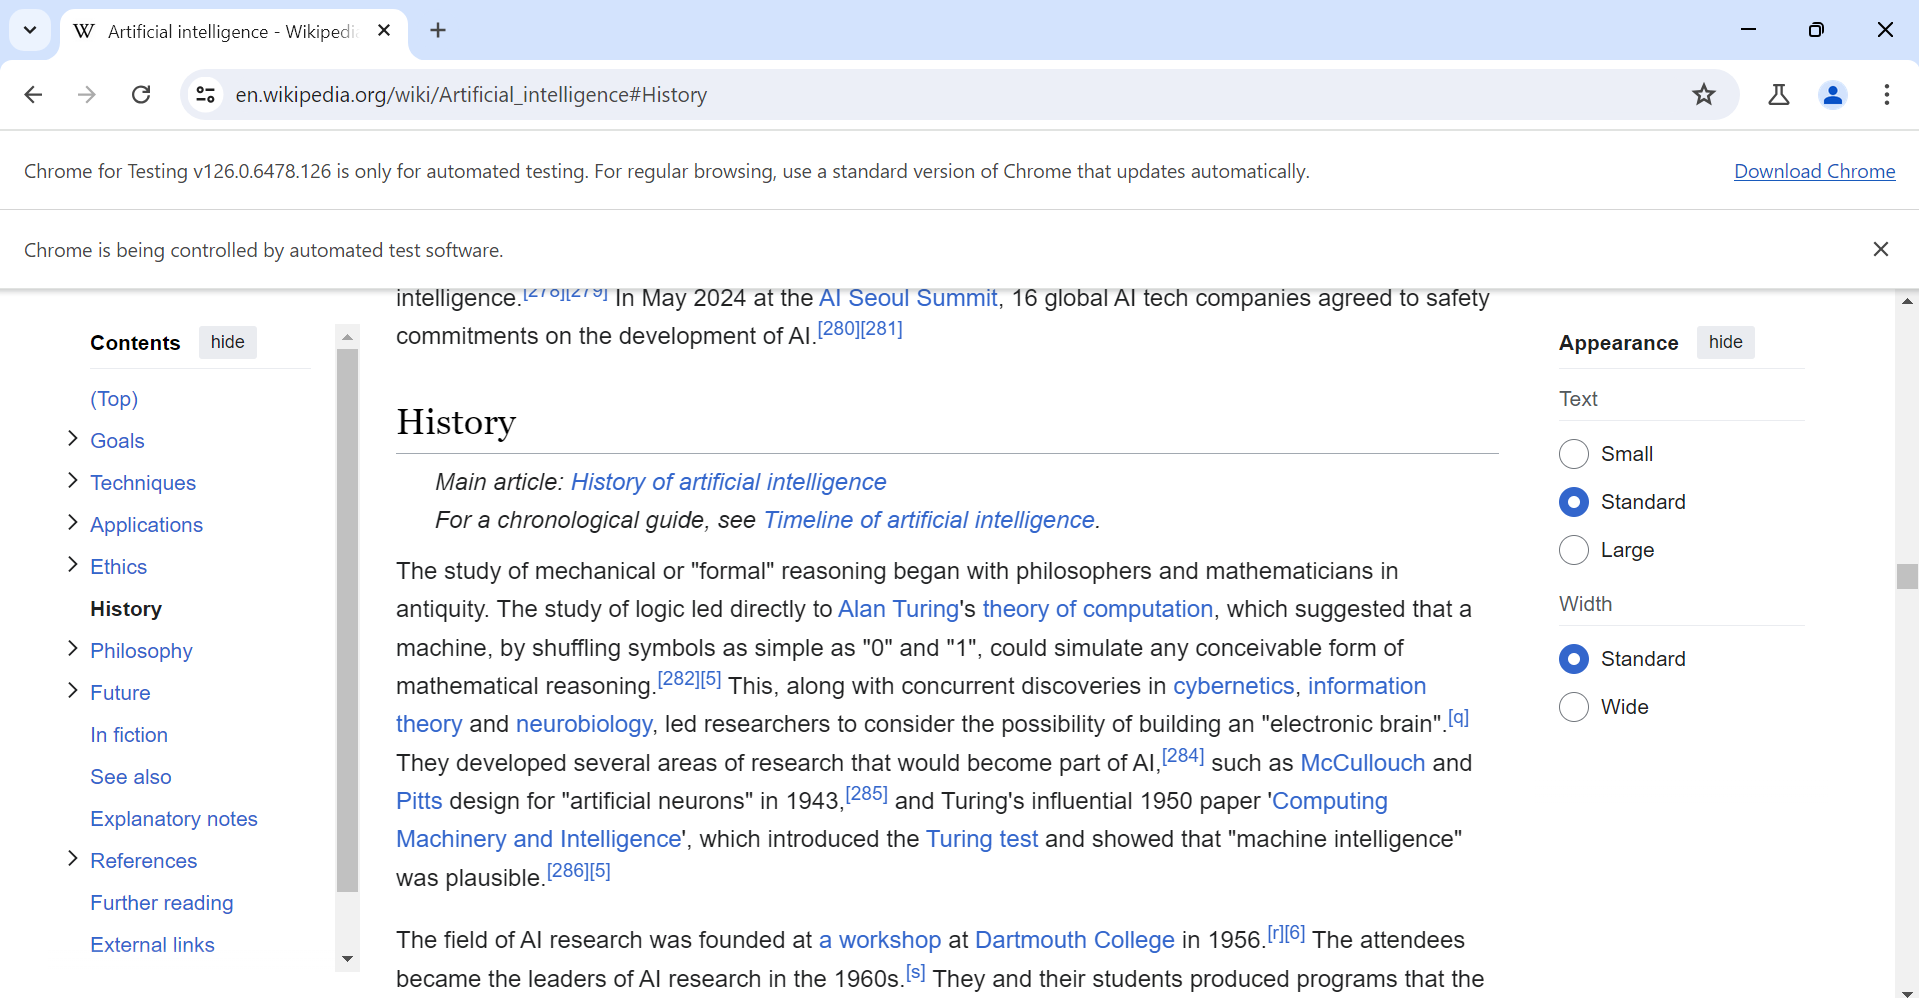 Artificial intelligence - Wikipedi
en.wikipedia.org/wiki/Artificial_intelligence#History
Chrome for Testing v126.0.6478.126 is only for automated testing. For regular browsing, use a standard version of Chrome that updates automatically.
Download Chrome
Chrome is being controlled by automated test software.
Contents
hide
(Top)
Goals
Techniques
Applications
Ethics
History
Philosophy
Future
In fiction
See also
Explanatory notes
References
Further reading
External links
intelligence.[278][279] In May 2024 at the AI Seoul Summit, 16 global AI tech companies agreed to safety
commitments on the development of AI.[280][281]
History
Main article: History of artificial intelligence
For a chronological guide, see Timeline of artificial intelligence.
The study of mechanical or "formal" reasoning began with philosophers and mathematicians in
antiquity. The study of logic led directly to Alan Turing's theory of computation, which suggested that a
machine, by shuffling symbols as simple as "0" and "1", could simulate any conceivable form of
mathematical reasoning.[282][5] This, along with concurrent discoveries in cybernetics, information
theory and neurobiology, led researchers to consider the possibility of building an "electronic brain".[q]
They developed several areas of research that would become part of AI,[284] such as McCullouch and
Pitts design for "artificial neurons" in 1943,[285] and Turing's influential 1950 paper 'Computing
Machinery and Intelligence', which introduced the Turing test and showed that "machine intelligence"
was plausible.[286][5]
The field of AI research was founded at a workshop at Dartmouth College in 1956.[r][6] The attendees
became the leaders of AI research in the 1960s.[s] They and their students produced programs that the
Appearance
hide
Text
Small
Standard
Large
Width
Standard
Wide